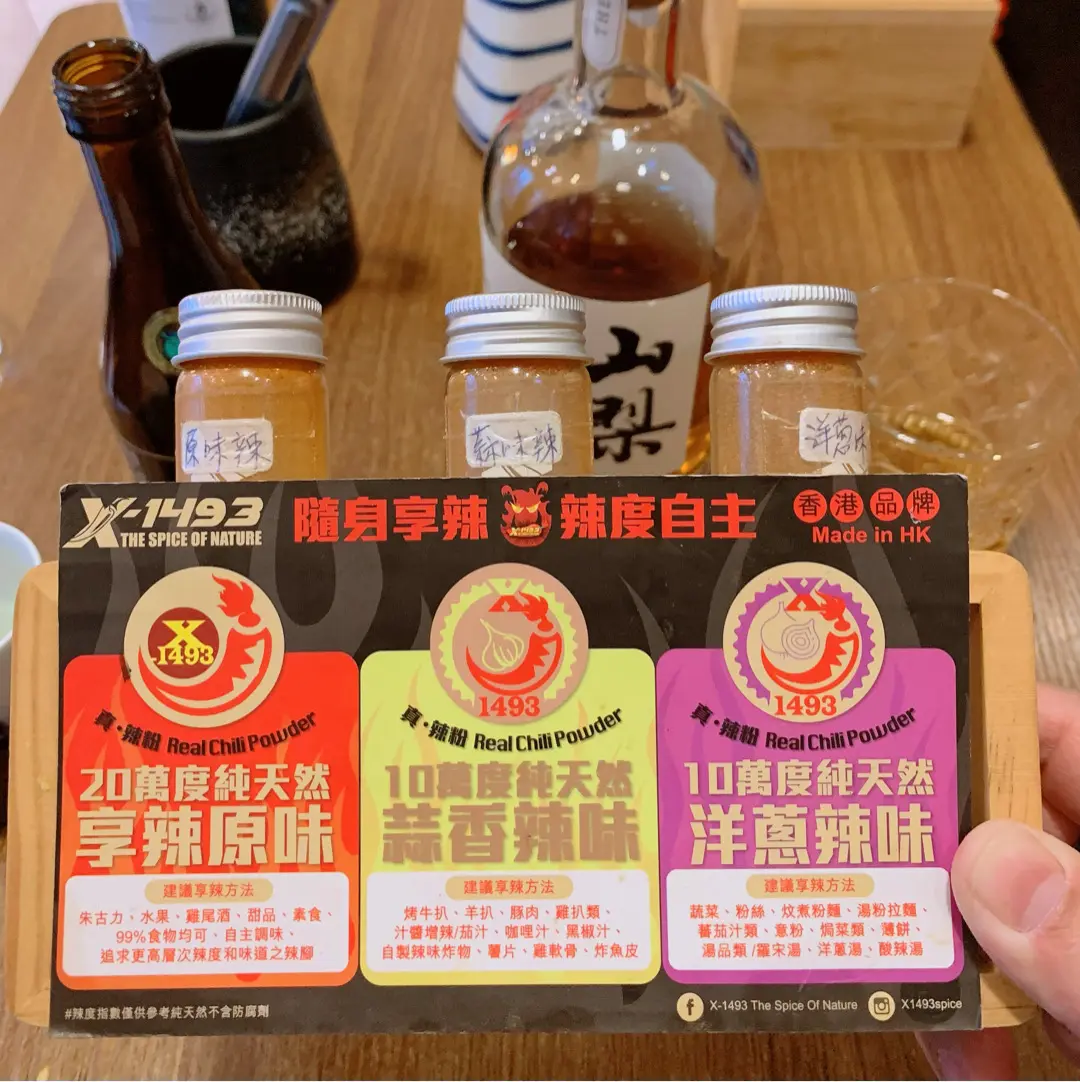 THE
山梨
原味辣
蒜味辣
洋蔥味
X-1493
THE SPICE OF NATURE
隨身享辣
X-1493
辣度自主
香港品牌
Made in HK
X
1493
真·辣粉 Real Chili Powder
20萬度純天然
享辣原味
建議享辣方法
朱古力、水果、雞尾酒、甜品、素食、
99%食物均可、自主調味、
追求更高層次辣度和味道之辣腳
X
1493
真·辣粉 Real Chili Powder
10萬度純天然
蒜香辣味
建議享辣方法
烤牛扒、羊扒、豚肉、雞扒類、
汁醬增辣/茄汁、咖哩汁、黑椒汁、
自製辣味炸物、薯片、雞軟骨、炸魚皮
X
1493
真·辣粉 Real Chili Powder
10萬度純天然
洋蔥辣味
建議享辣方法
蔬菜、粉絲、炆煮粉麵、湯粉拉麵、
蕃茄汁類、意粉、焗菜類、薄餅、
湯品類/羅宋湯、洋蔥湯、酸辣湯
#辣度指數僅供參考純天然不含防腐劑
X-1493 The Spice Of Nature
X1493spice